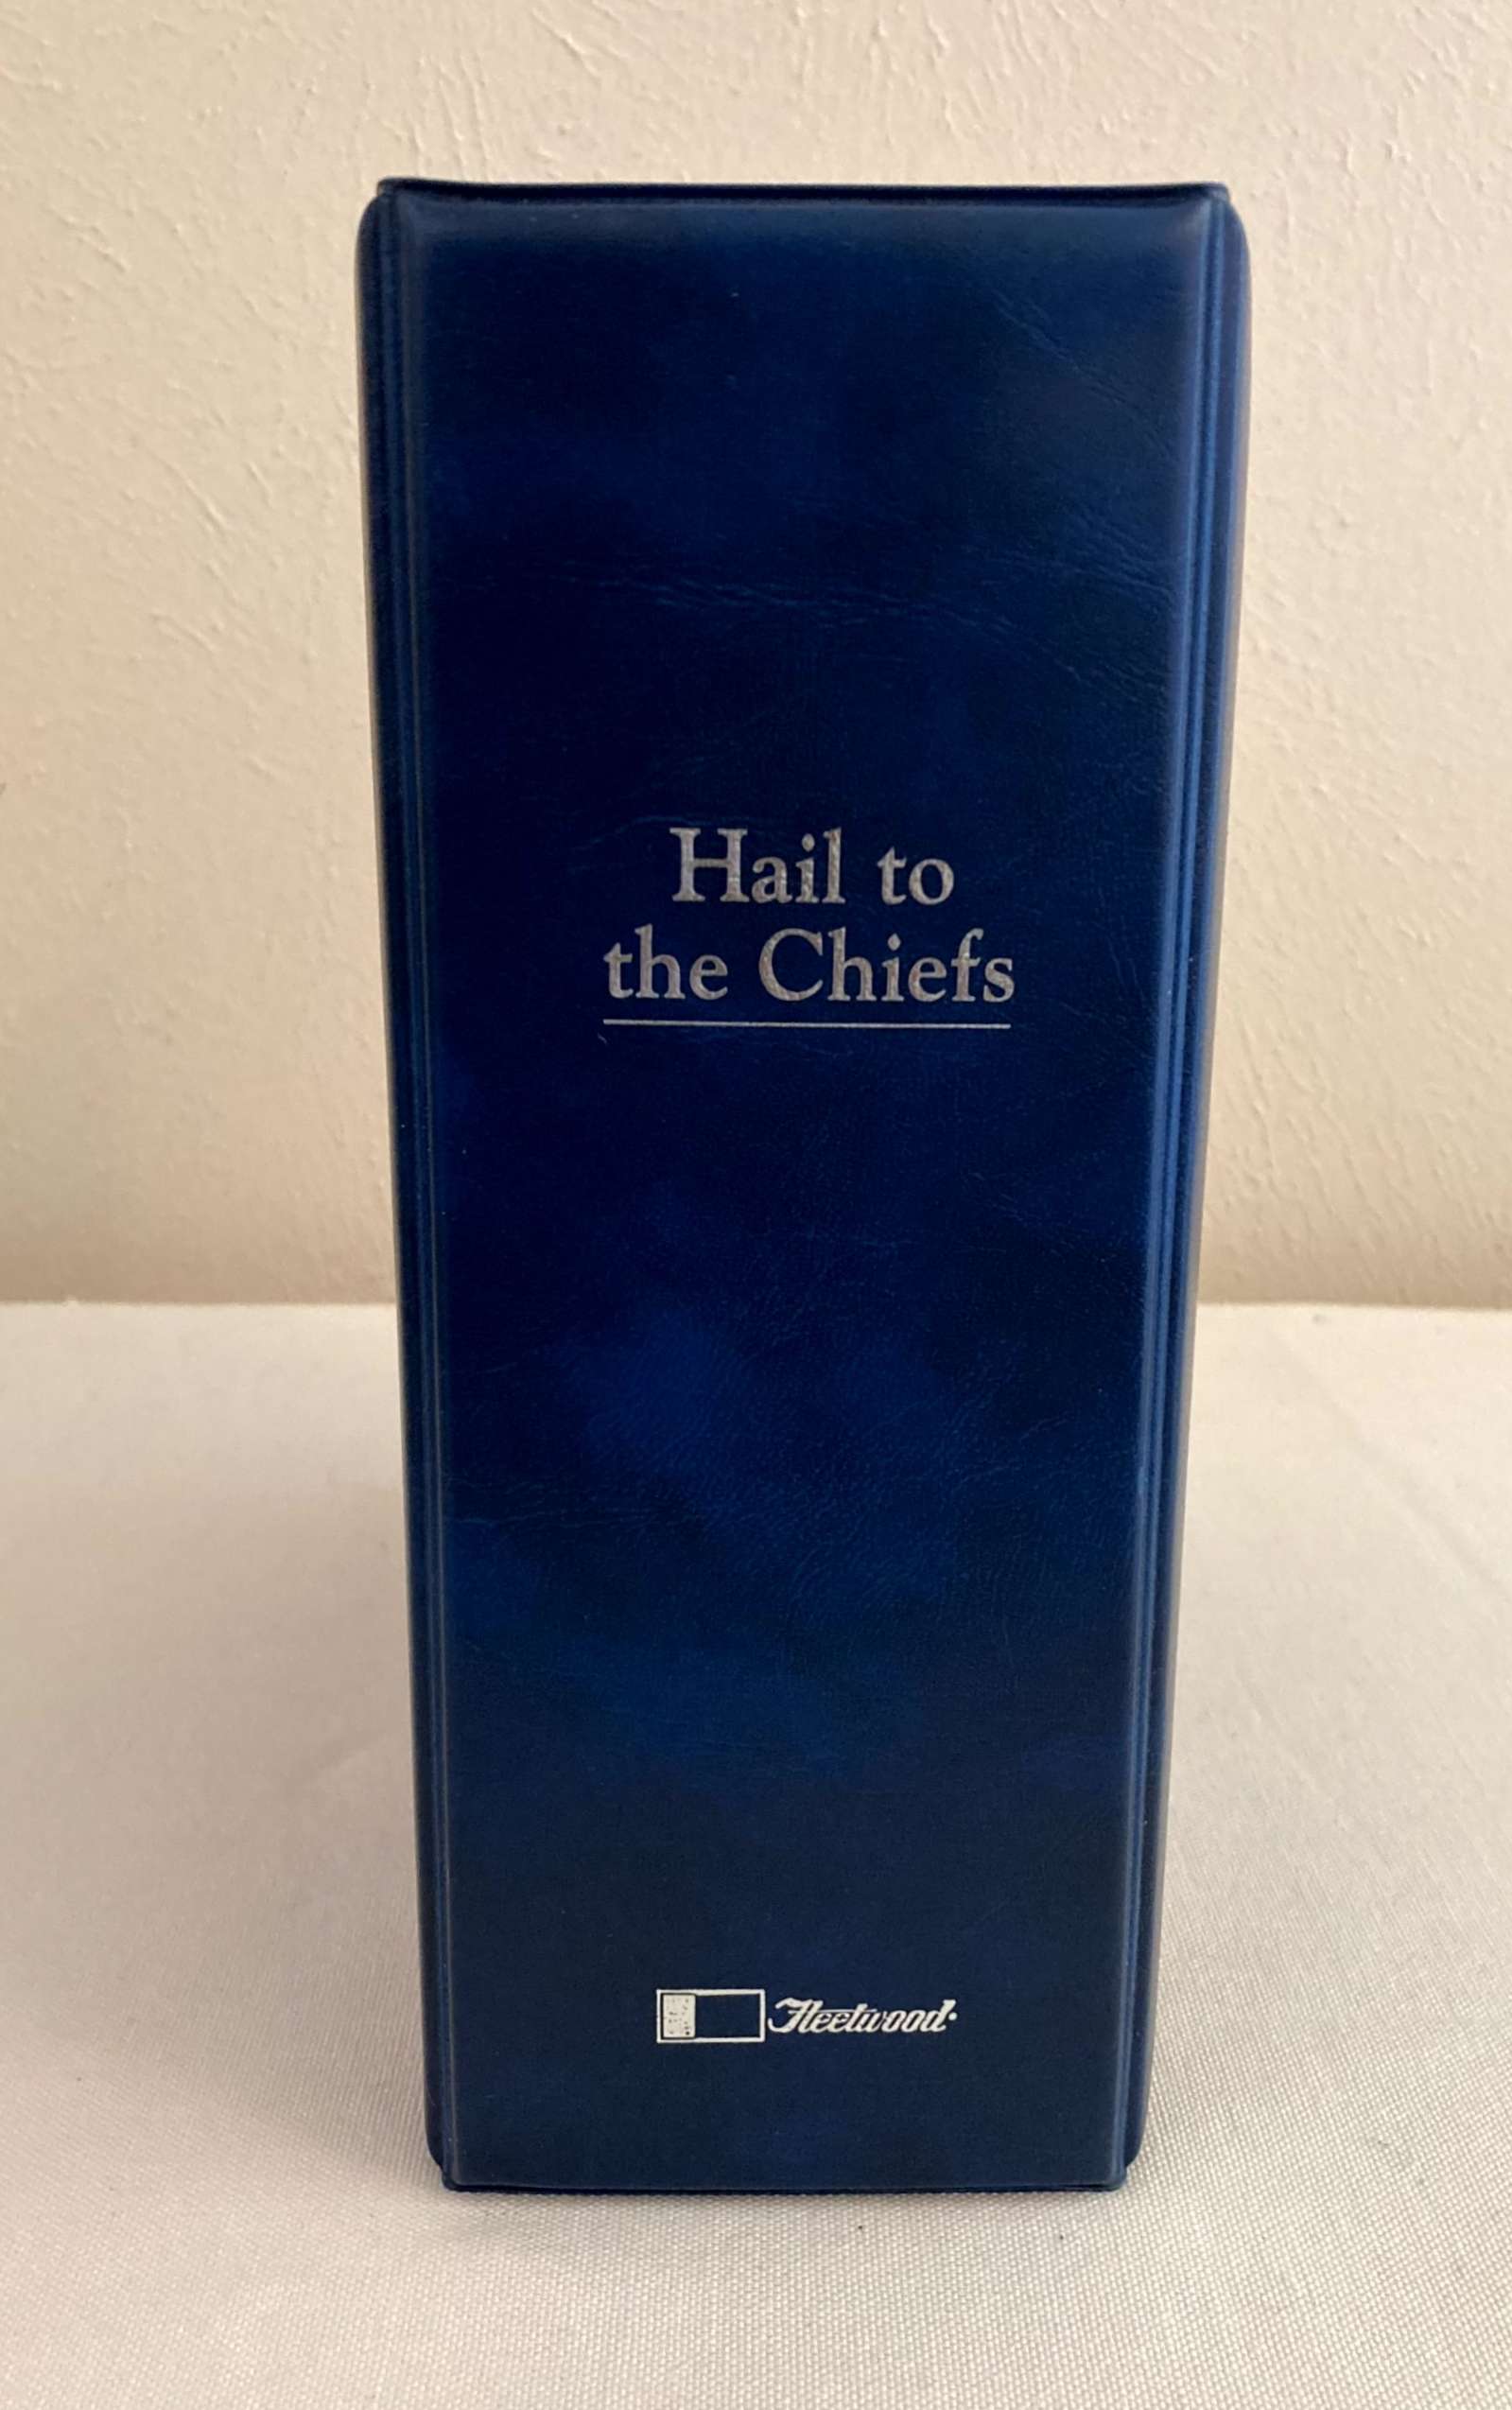 Hail to
the Chiefs
Fleetwood